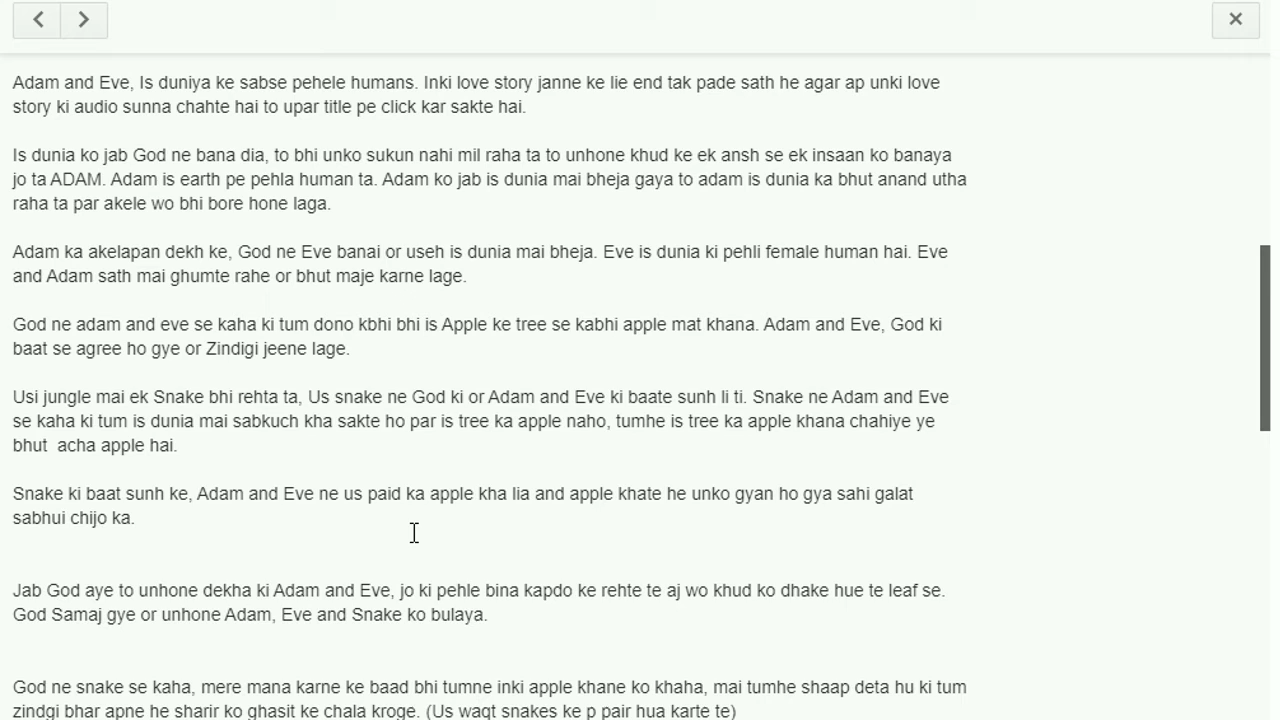 Adam and Eve, Is duniya ke sabse pehele humans. Inki love story janne ke lie end tak pade sath he agar ap unki love
story ki audio sunna chahte hai to upar title pe click kar sakte hai.
Is dunia ko jab God ne bana dia, to bhi unko sukun nahi mil raha ta to unhone khud ke ek ansh se ek insaan ko banaya
jo ta ADAM. Adam is earth pe pehla human ta. Adam ko jab is dunia mai bheja gaya to adam is dunia ka bhut anand utha
raha ta par akele wo bhi bore hone laga.
Adam ka akelapan dekh ke, God ne Eve banai or useh is dunia mai bheja. Eve is dunia ki pehli female human hai. Eve
and Adam sath mai ghumte rahe or bhut maje karne lage.
God ne adam and eve se kaha ki tum dono kbhi bhi is Apple ke tree se kabhi apple mat khana. Adam and Eve, God ki
baat se agree ho gye or Zindigi jeene lage.
Usi jungle mai ek Snake bhi rehta ta, Us snake ne God ki or Adam and Eve ki baate sunh li ti. Snake ne Adam and Eve
se kaha ki tum is dunia mai sabkuch kha sakte ho par is tree ka apple naho, tumhe is tree ka apple khana chahiye ye
bhut  acha apple hai.
Snake ki baat sunh ke, Adam and Eve ne us paid ka apple kha lia and apple khate he unko gyan ho gya sahi galat
sabhui chijo ka.
Jab God aye to unhone dekha ki Adam and Eve, jo ki pehle bina kapdo ke rehte te aj wo khud ko dhake hue te leaf se.
God Samaj gye or unhone Adam, Eve and Snake ko bulaya.
God ne snake se kaha, mere mana karne ke baad bhi tumne inki apple khane ko khaha, mai tumhe shaap deta hu ki tum
zindgi bhar apne he sharir ko ghasit ke chala kroge. (Us waqt snakes ke p pair hua karte te)